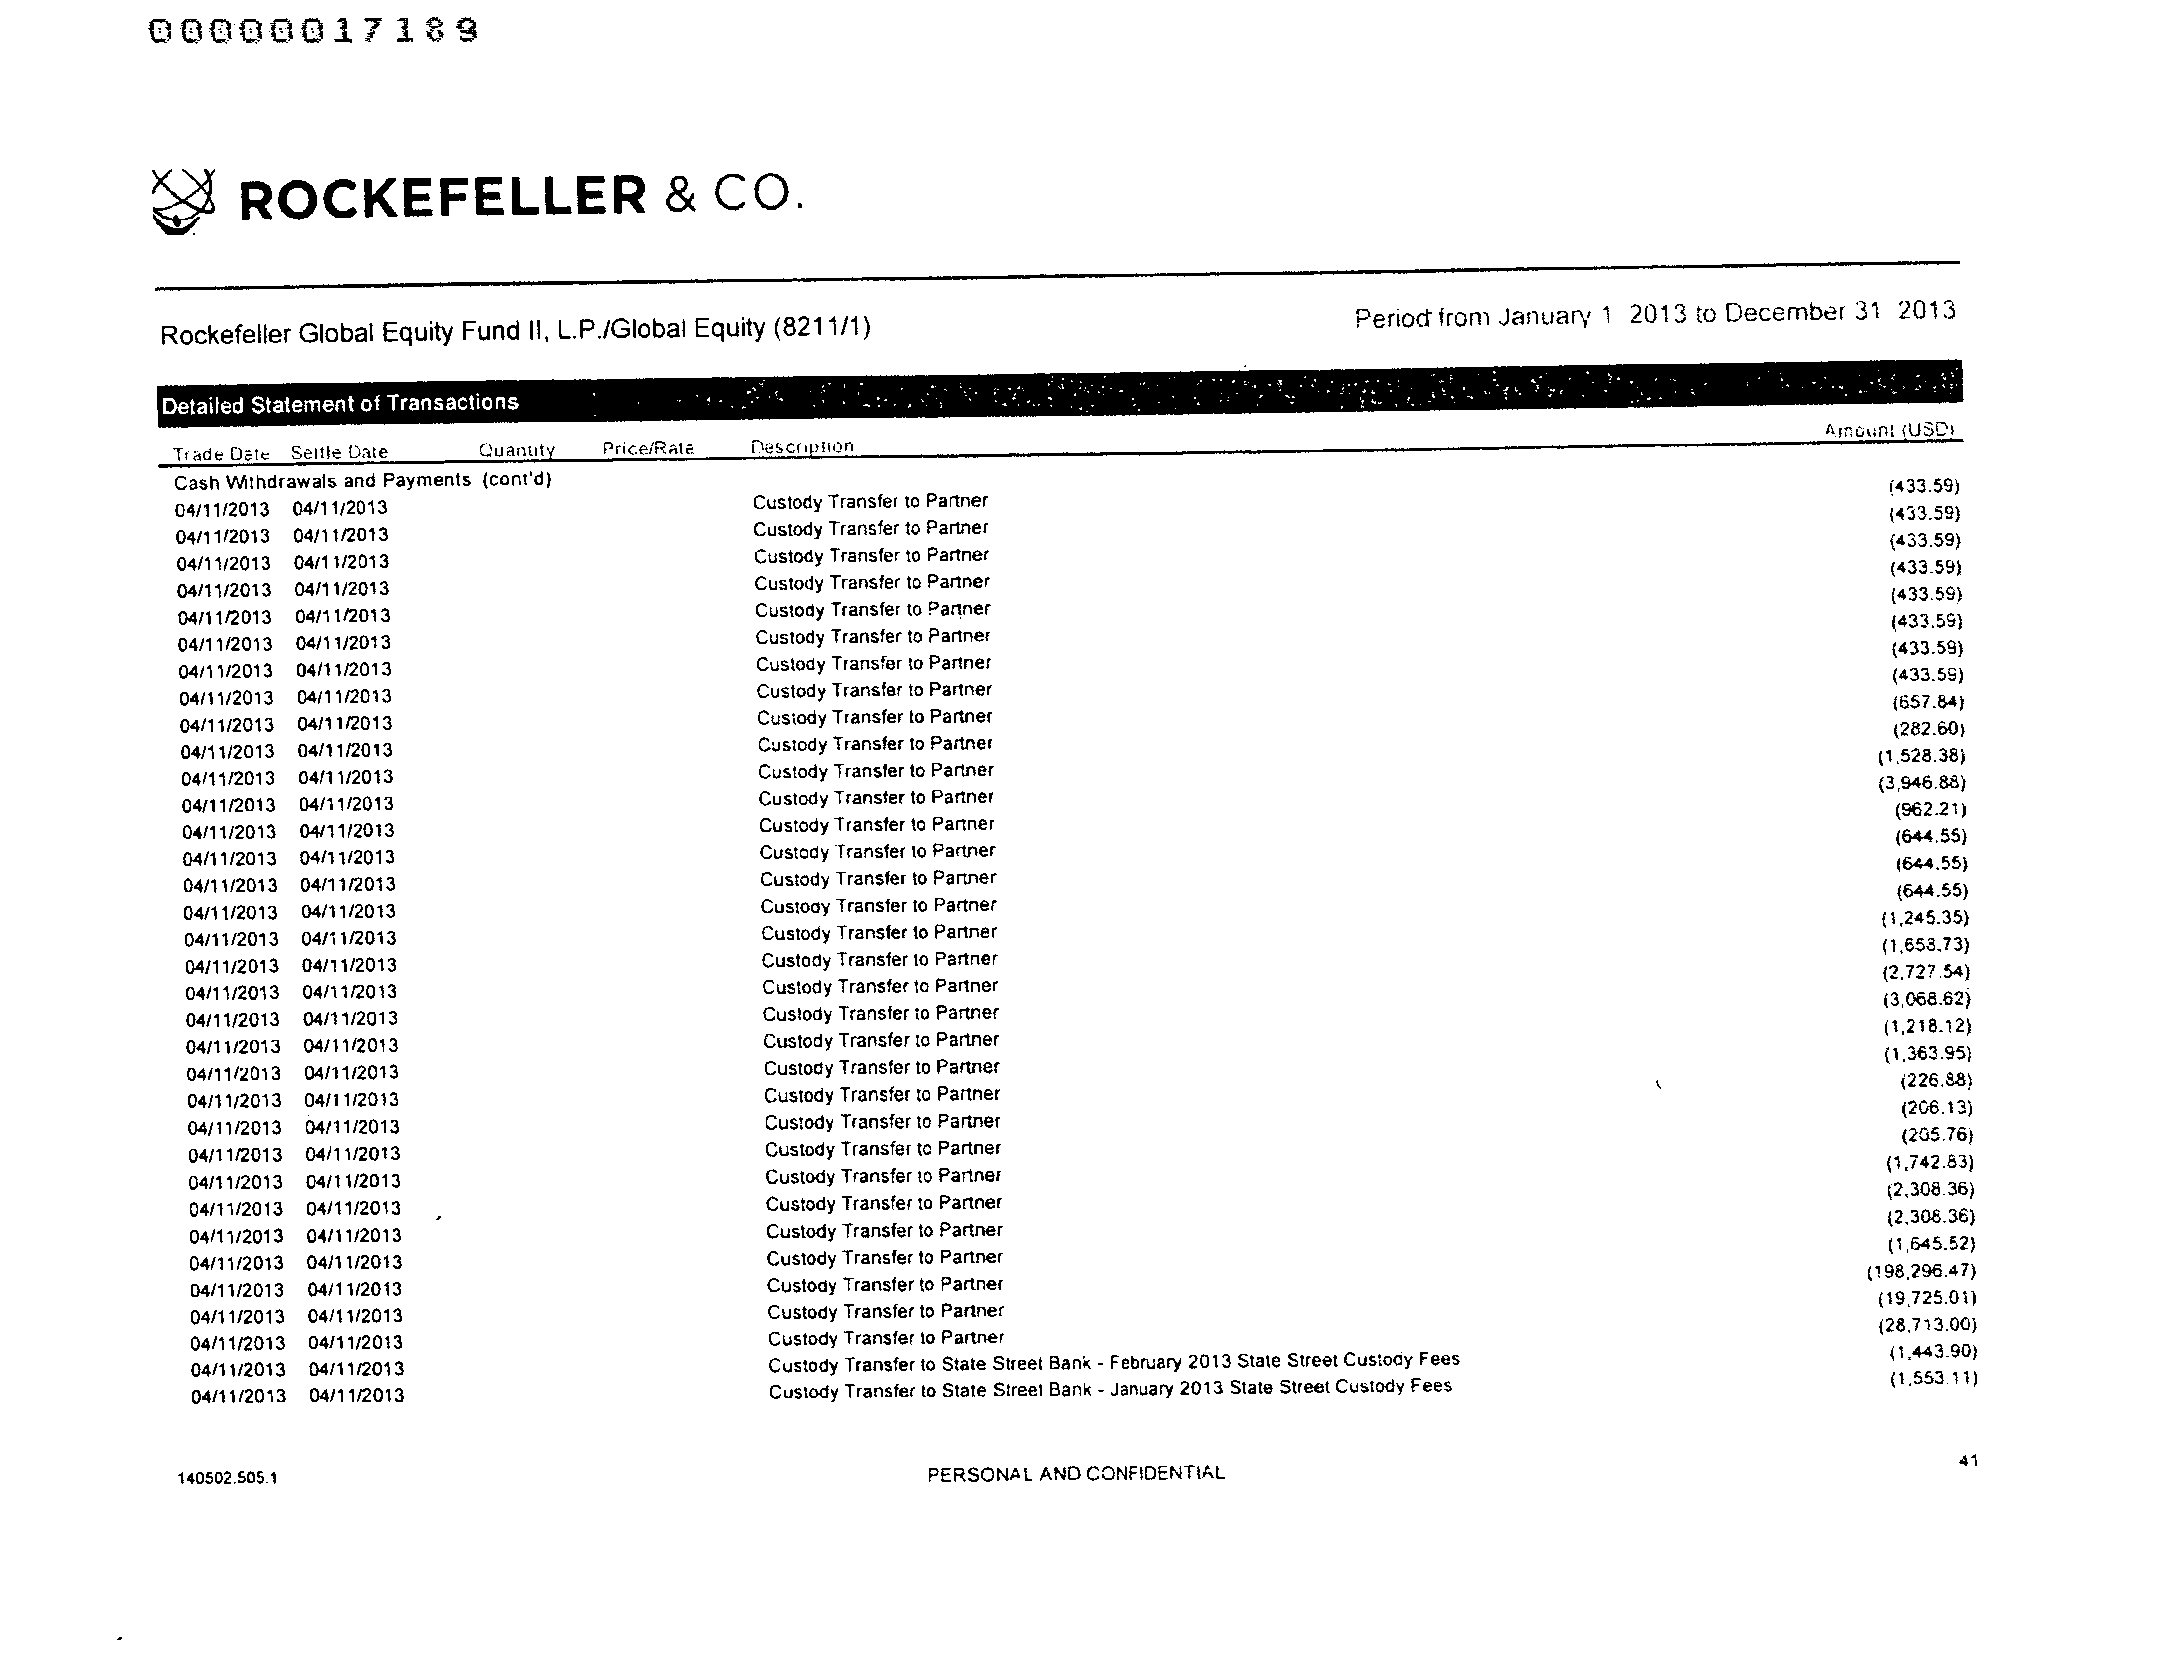 00000017189
ROCKEFELLER & CO.
Rockefeller Global Equity Fund II, L.P./Global Equity (8211/1) Period from January 1 2013 to December 31 2013
Detailed Statement of Transactions
Trade Date Settle Date Quantity Price/Rate Description Amount (USD)
Cash Withdrawals and Payments (cont'd)
04/11/2013 04/11/2013 Custody Transfer to Partner (433.59)
04/11/2013 04/11/2013 Custody Transfer to Partner (433.59)
04/11/2013 04/11/2013 Custody Transfer to Partner (433.59)
04/11/2013 04/11/2013 Custody Transfer to Partner (433.59)
04/11/2013 04/11/2013 Custody Transfer to Partner (433.59)
04/11/2013 04/11/2013 Custody Transfer to Partner (433.59)
04/11/2013 04/11/2013 Custody Transfer to Partner (433.59)
04/11/2013 04/11/2013 Custody Transfer to Partner (433.59)
04/11/2013 04/11/2013 Custody Transfer to Partner (657.84)
04/11/2013 04/11/2013 Custody Transfer to Partner (282.60)
04/11/2013 04/11/2013 Custody Transfer to Partner (1,528.38)
04/11/2013 04/11/2013 Custody Transfer to Partner (3,946.88)
04/11/2013 04/11/2013 Custody Transfer to Partner (962.21)
04/11/2013 04/11/2013 Custody Transfer to Partner (644.55)
04/11/2013 04/11/2013 Custody Transfer to Partner (644.55)
04/11/2013 04/11/2013 Custody Transfer to Partner (644.55)
04/11/2013 04/11/2013 Custody Transfer to Partner (1,245.35)
04/11/2013 04/11/2013 Custody Transfer to Partner (1,653.73)
04/11/2013 04/11/2013 Custody Transfer to Partner (2,727.54)
04/11/2013 04/11/2013 Custody Transfer to Partner (3,068.62)
04/11/2013 04/11/2013 Custody Transfer to Partner (1,218.12)
04/11/2013 04/11/2013 Custody Transfer to Partner (1,363.95)
04/11/2013 04/11/2013 Custody Transfer to Partner (226.88)
04/11/2013 04/11/2013 Custody Transfer to Partner (206.13)
04/11/2013 04/11/2013 Custody Transfer to Partner (205.76)
04/11/2013 04/11/2013 Custody Transfer to Partner (1,742.83)
04/11/2013 04/11/2013 Custody Transfer to Partner (2,308.36)
04/11/2013 04/11/2013 Custody Transfer to Partner (2,308.36)
04/11/2013 04/11/2013 Custody Transfer to Partner (1,645.52)
04/11/2013 04/11/2013 Custody Transfer to Partner (198,296.47)
04/11/2013 04/11/2013 Custody Transfer to Partner (19,725.01)
04/11/2013 04/11/2013 Custody Transfer to Partner (28,713.00)
04/11/2013 04/11/2013 Custody Transfer to State Street Bank - February 2013 State Street Custody Fees (1,443.90)
04/11/2013 04/11/2013 Custody Transfer to State Street Bank - January 2013 State Street Custody Fees (1,553.11)
140502.505.1 PERSONAL AND CONFIDENTIAL 41